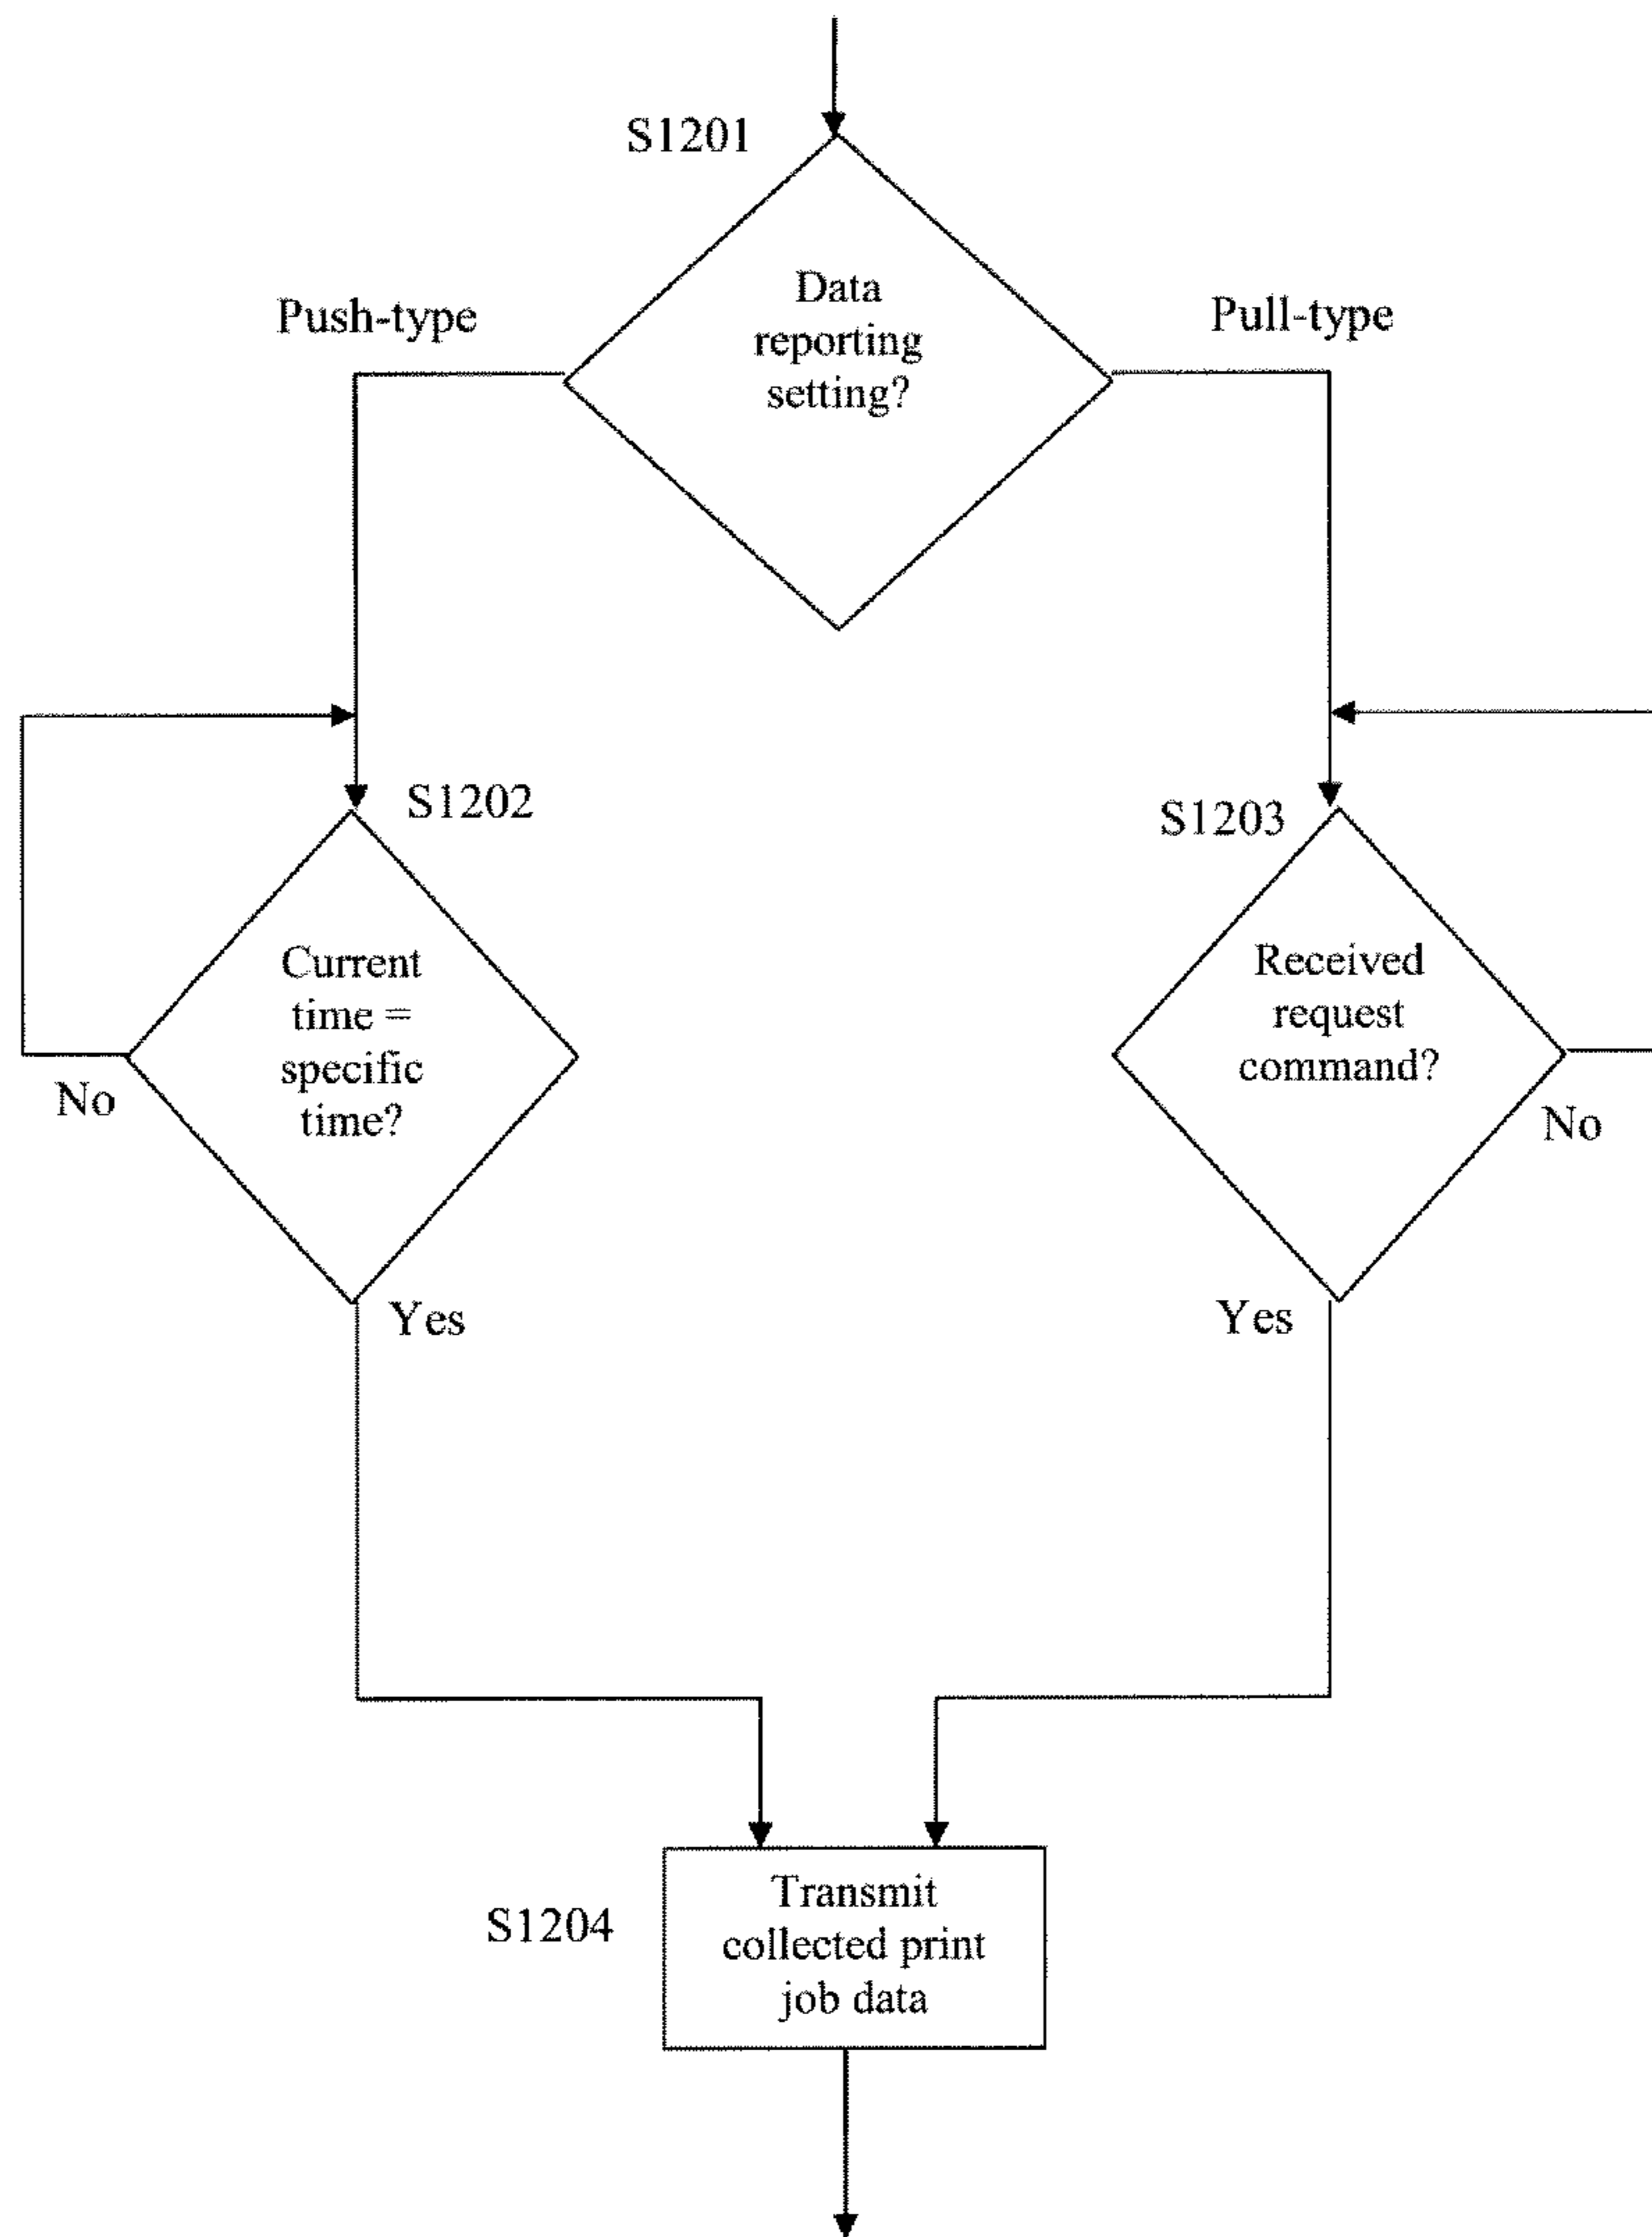 S1201
Data
reporting
setting?
Push-type
Pull-type
S1202
Current
time =
specific
time?
No
Yes
S1203
Received
request
command?
No
Yes
S1204
Transmit
collected print
job data